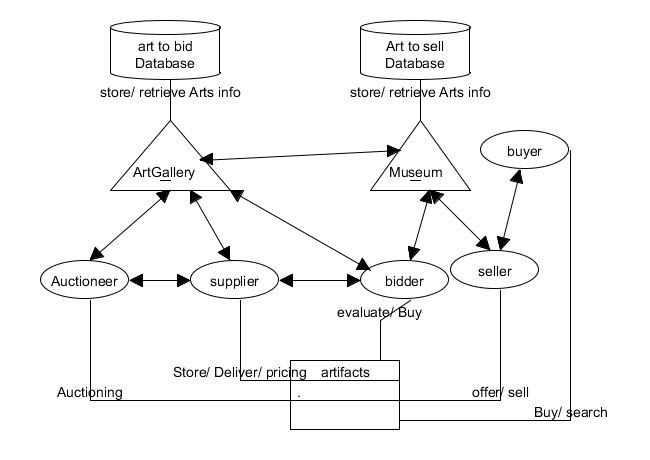 art to bid
Database
Art to sell
Database
store/ retrieve Arts info
store/ retrieve Arts info
buyer
ArtGallery
Museum
Auctioneer
supplier
bidder
seller
evaluate/ Buy
Store/ Deliver/ pricing
artifacts
Auctioning
.
offer/ sell
Buy/ search